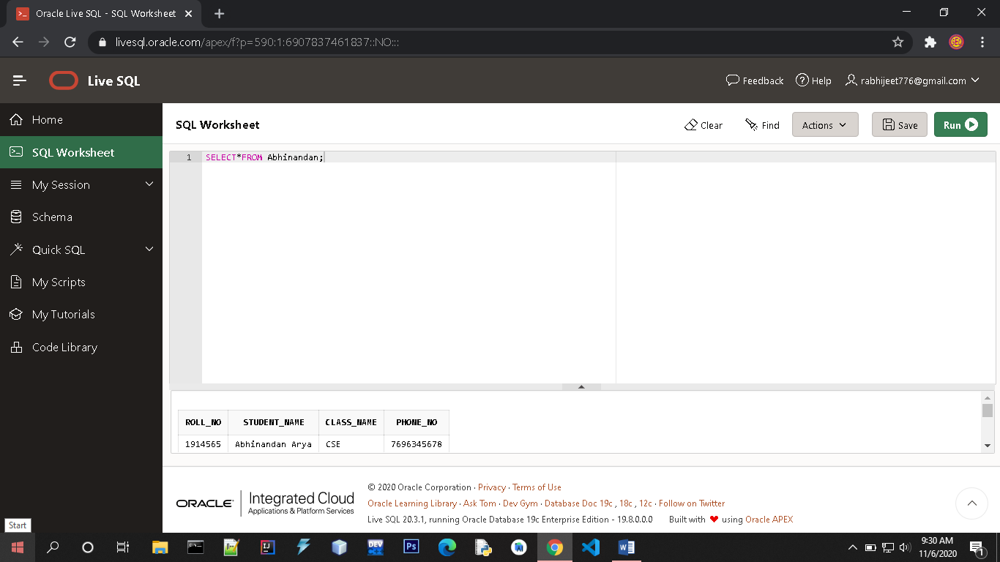 Oracle Live SQL - SQL Worksheet
livesql.oracle.com/apex/f?p=590:1:6907837461837::NO:::
Live SQL
Feedback
Help
rabhijeet776@gmail.com
Home
SQL Worksheet
My Session
Schema
Quick SQL
My Scripts
My Tutorials
Code Library
SQL Worksheet
Clear
Find
Actions
Save
Run
1 SELECT*FROM Abhinandan;
ROLL_NO STUDENT_NAME CLASS_NAME PHONE_NO
1914565 Abhinandan Arya CSE 7696345678
ORACLE Integrated Cloud
Applications & Platform Services
© 2020 Oracle Corporation · Privacy · Terms of Use
Oracle Learning Library · Ask Tom · Dev Gym · Database Doc 19c , 18c , 12c · Follow on Twitter
Live SQL 20.3.1, running Oracle Database 19c Enterprise Edition - 19.8.0.0.0 Built with ❤ using Oracle APEX
Start
DEV
Ps
9:30 AM
11/6/2020
1